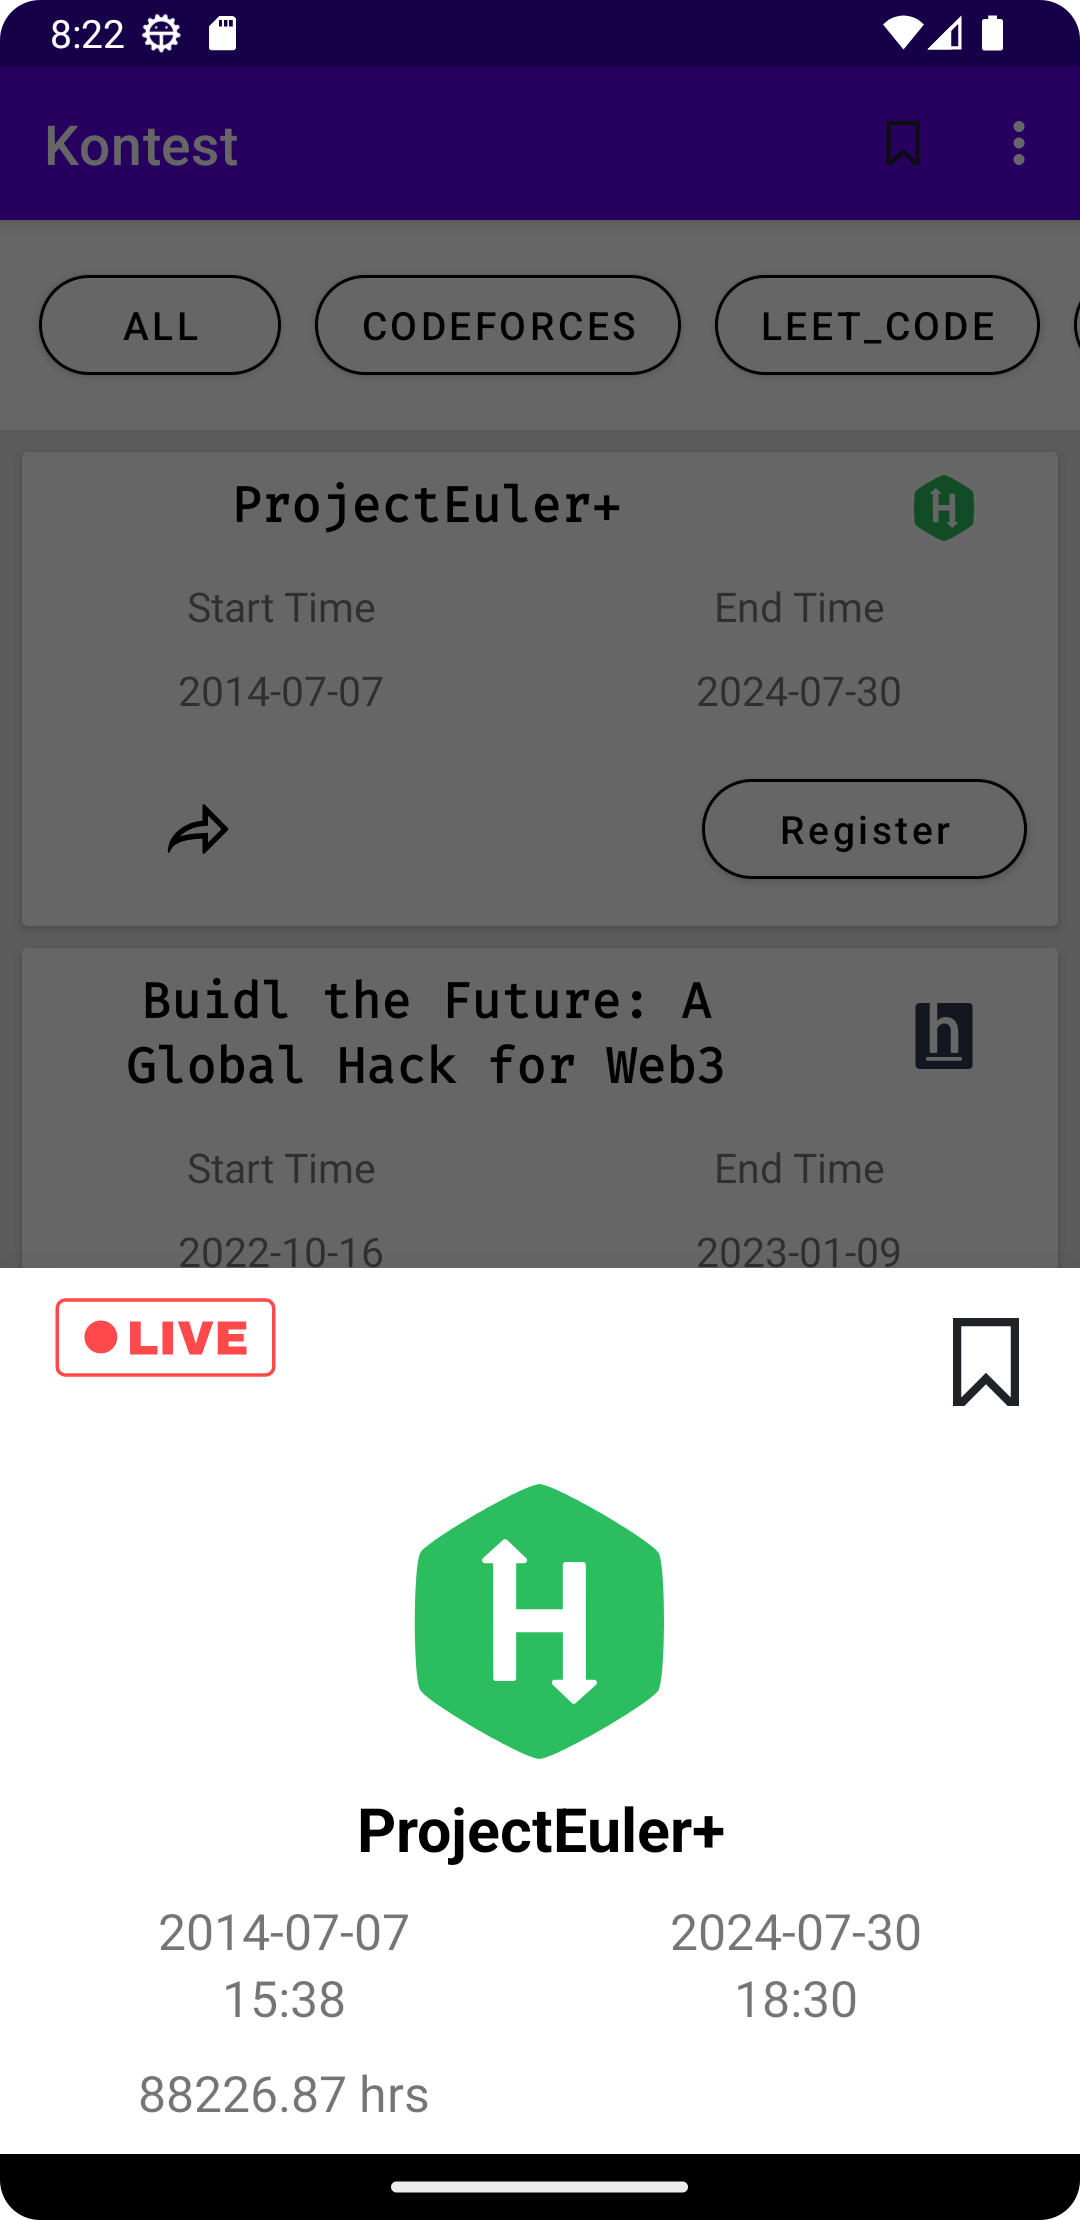 8:22
Kontest
ALL
CODEFORCES
LEET_CODE
ProjectEuler+
H
Start Time
End Time
2014-07-07
2024-07-30
Register
Buidl the Future: A
Global Hack for Web3
h
Start Time
End Time
2022-10-16
2023-01-09
LIVE
H
ProjectEuler+
2014-07-07
15:38
2024-07-30
18:30
88226.87 hrs